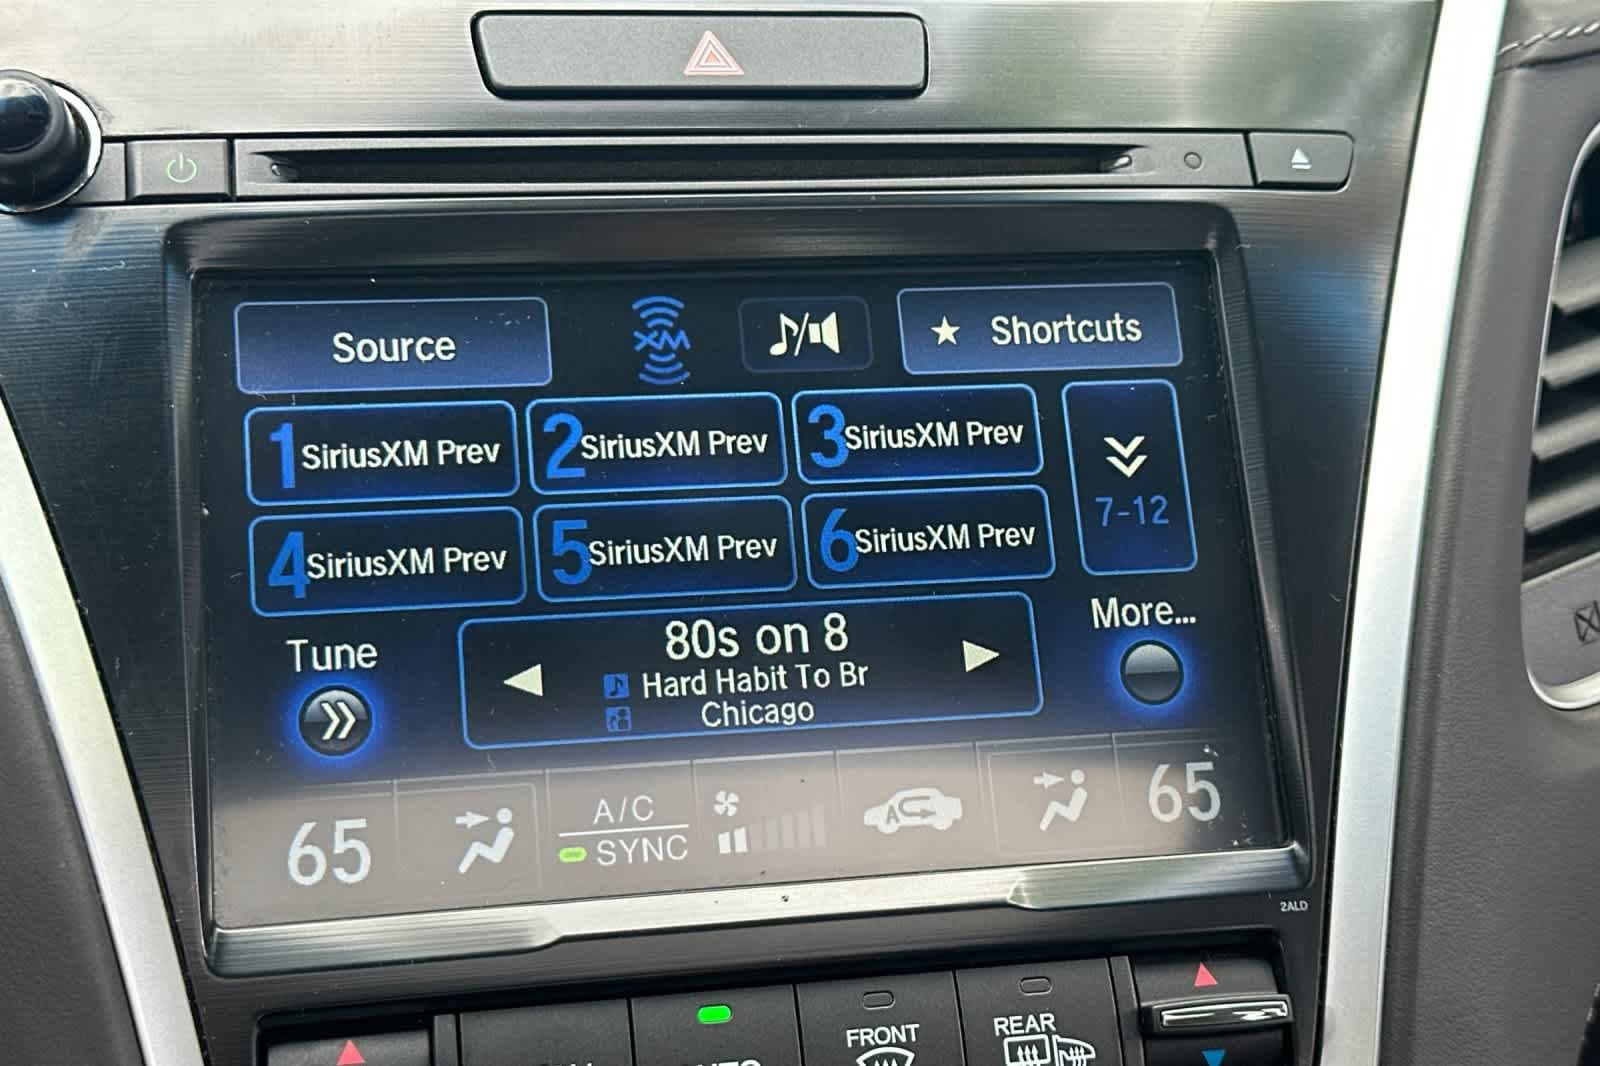 Source
XM
Shortcuts
1 SiriusXM Prev
2 SiriusXM Prev
3 SiriusXM Prev
7-12
4 SiriusXM Prev
5 SiriusXM Prev
6 SiriusXM Prev
Tune
80s on 8
Hard Habit To Br
Chicago
More...
65
A/C
SYNC
A
65
2ALD
FRONT
REAR